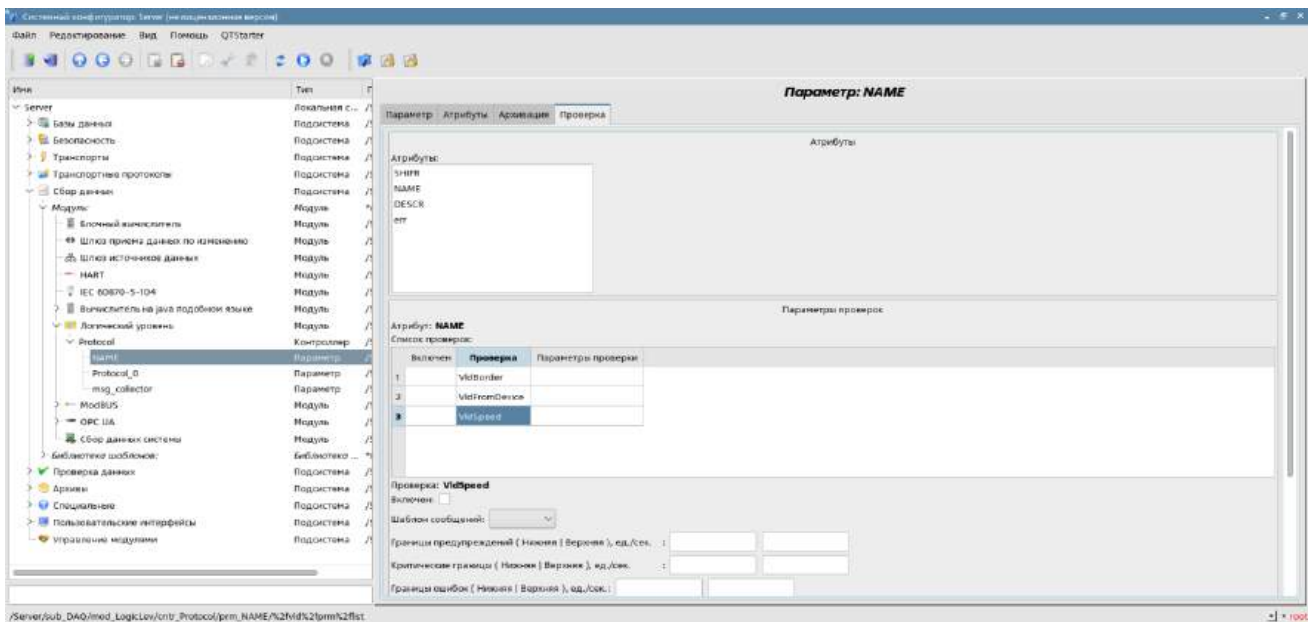 Системный конфигуратор: Server (нелицензионная версия)
Файл Редактирование Вид Помощь QTStarter
Имя Тип П
Server Локальная с... /
Базы данных Подсистема /
Безопасность Подсистема /
Транспорты Подсистема /
Транспортные протоколы Подсистема /
Сбор данных Подсистема /
Модуль: Модуль
Блочный вычислитель Модуль /
Шлюз приема данных по изменению Модуль /
Шлюз источников данных Модуль /
HART Модуль /
IEC 60870-5-104 Модуль /
Вычислитель на java подобном языке Модуль /
Логический уровень Модуль /
Protocol Контроллер /
NAME Параметр /
Protocol_0 Параметр /
msg_collector Параметр /
ModBUS Модуль /
OPC UA Модуль /
Сбор данных системы Модуль /
Библиотека шаблонов: Библиотека ...
Проверка данных Подсистема /
Архивы Подсистема /
Специальные Подсистема /
Пользовательские интерфейсы Подсистема /
Управление модулями Подсистема /
Параметр: NAME
Параметр Атрибуты Архивация Проверка
Атрибуты
Атрибуты:
SHIFR
NAME
DESCR
err
Параметры проверок
Атрибут: NAME
Список проверок:
Включен Проверка Параметры проверки
1 VldBorder
2 VldFromDevice
3 VldSpeed
Проверка: VldSpeed
Включен:
Шаблон сообщений:
Границы предупреждений ( Нижняя | Верхняя ), ед./сек. :
Критические границы ( Нижняя | Верхняя ), ед./сек. :
Границы ошибок ( Нижняя | Верхняя ), ед./сек. :
/Server/sub_DAQ/mod_LogicLev/cntr_Protocol/prm_NAME/%2fvld%2fprm%2flist
root